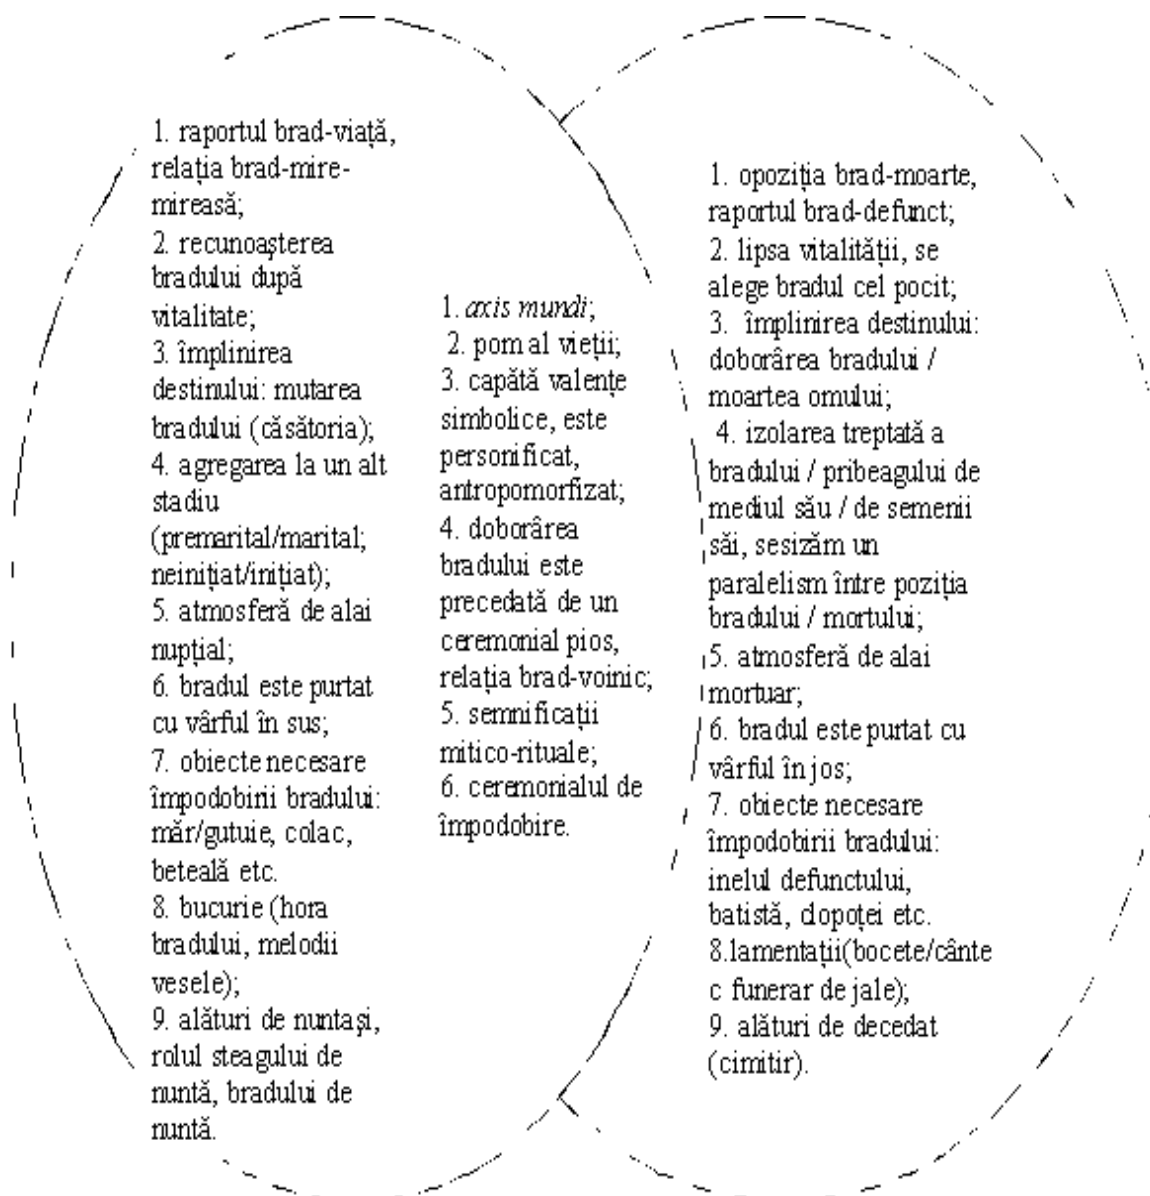 1. raportul brad-viață,
relația brad-mire-
mireasă;
2. recunoașterea
bradului după
vitalitate;
3. împlinirea
destinului: mutarea
bradului (căsătoria);
4. agregarea la un alt
stadiu
(premarital/marital;
neinițiat/inițiat);
5. atmosferă de alai
nupțial;
6. bradul este purtat
cu vârful în sus;
7. obiecte necesare
împodobirii bradului:
măr/gutuie, colac,
beteală etc.
8. bucurie (hora
bradului, melodii
vesele);
9. alături de nuntași,
rolul steagului de
nuntă, bradului de
nuntă.
1. axis mundi;
2. pom al vieții;
3. capătă valențe
simbolice, este
personificat,
antropomorfizat;
4. doborârea
bradului este
precedată de un
ceremonial pios,
relația brad-voinic;
5. semnificații
mitico-rituale;
6. ceremonialul de
împodobire.
1. opoziția brad-moarte,
raportul brad-defunct;
2. lipsa vitalității, se
alege bradul cel pocit;
3. împlinirea destinului:
doborârea bradului /
moartea omului;
4. izolarea treptată a
bradului / pribeagului de
mediul său / de semenii
săi, sesizăm un
paralelism între poziția
bradului / mortului;
5. atmosferă de alai
mortuar;
6. bradul este purtat cu
vârful în jos;
7. obiecte necesare
împodobirii bradului:
inelul defunctului,
batistă, clopoței etc.
8.lamentații(bocete/cânte
c funerar de jale);
9. alături de decedat
(cimitir).